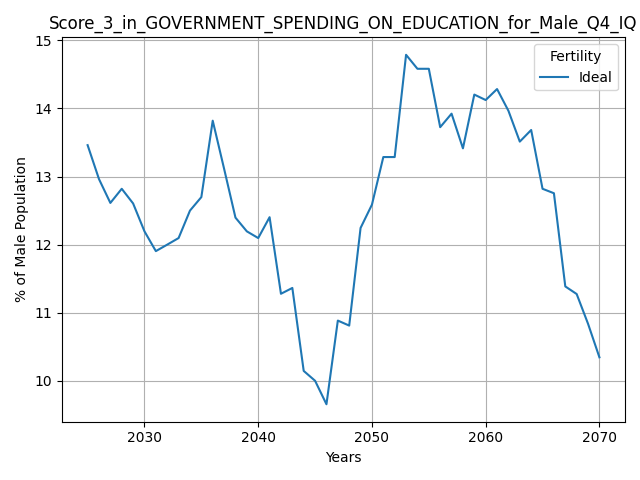 Score_3_in_GOVERNMENT_SPENDING_ON_EDUCATION_for_Male_Q4_IQ
15
14
13
12
11
10
% of Male Population
Fertility
Ideal
2030 2040 2050 2060 2070
Years